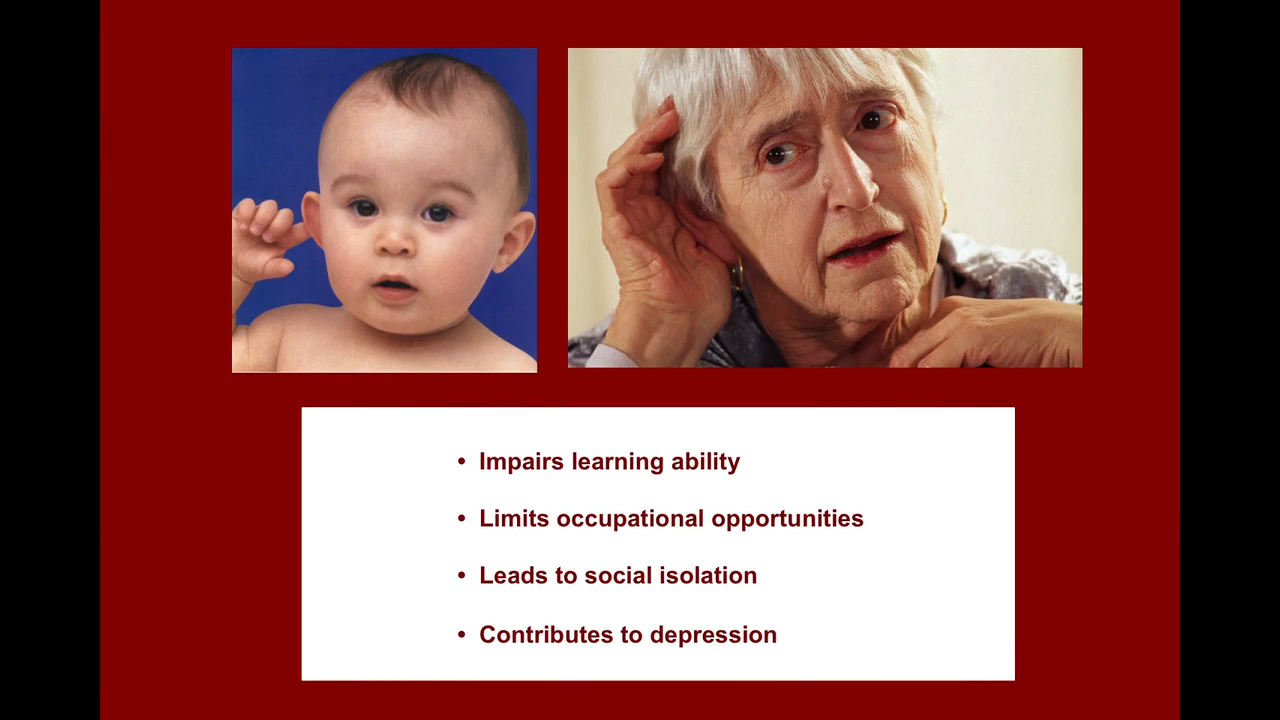 • Impairs learning ability
• Limits occupational opportunities
• Leads to social isolation
• Contributes to depression